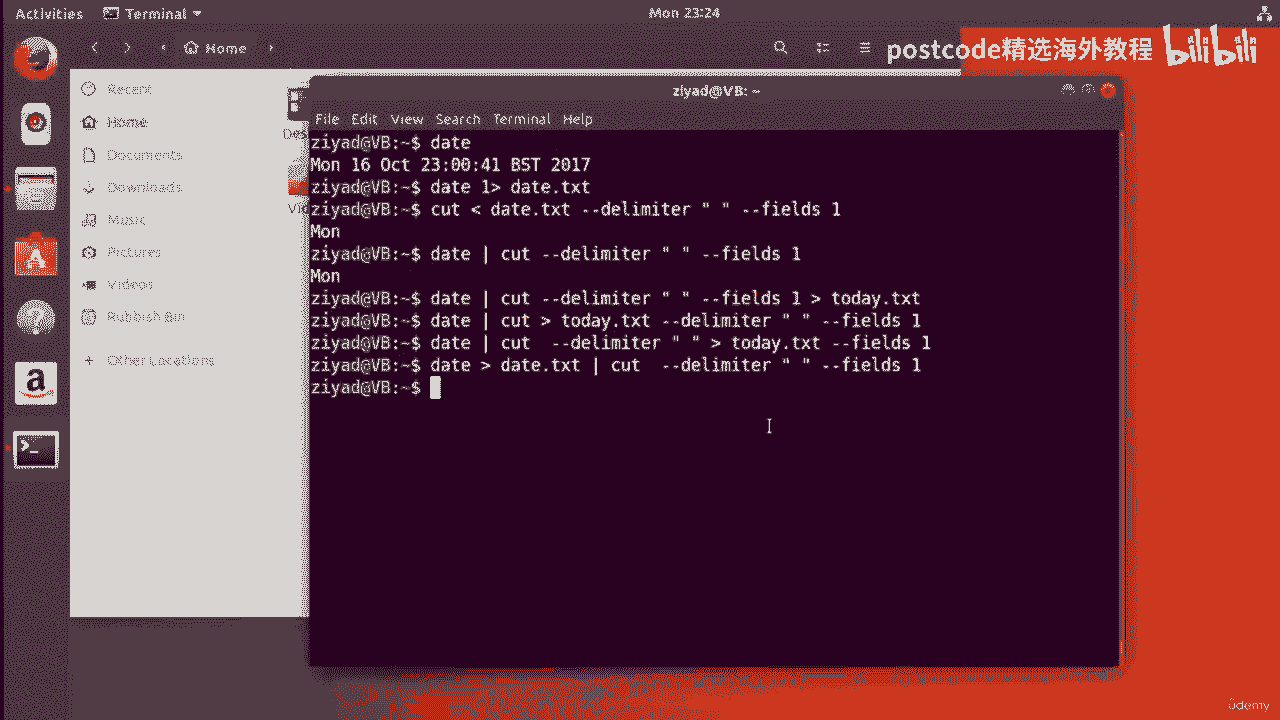 Activities
Terminal
Mon 23:24
Home
postcode精选海外教程 bilibili
Recent
Home
Documents
Downloads
Music
Pictures
Videos
Rubbish Bin
Other Locations
ziyad@VB: ~
File Edit View Search Terminal Help
ziyad@VB:~$ date
Mon 16 Oct 23:00:41 BST 2017
ziyad@VB:~$ date 1> date.txt
ziyad@VB:~$ cut < date.txt --delimiter " " --fields 1
Mon
ziyad@VB:~$ date | cut --delimiter " " --fields 1
Mon
ziyad@VB:~$ date | cut --delimiter " " --fields 1 > today.txt
ziyad@VB:~$ date | cut > today.txt --delimiter " " --fields 1
ziyad@VB:~$ date | cut  --delimiter " " > today.txt --fields 1
ziyad@VB:~$ date > date.txt | cut  --delimiter " " --fields 1
ziyad@VB:~$
ûdemy